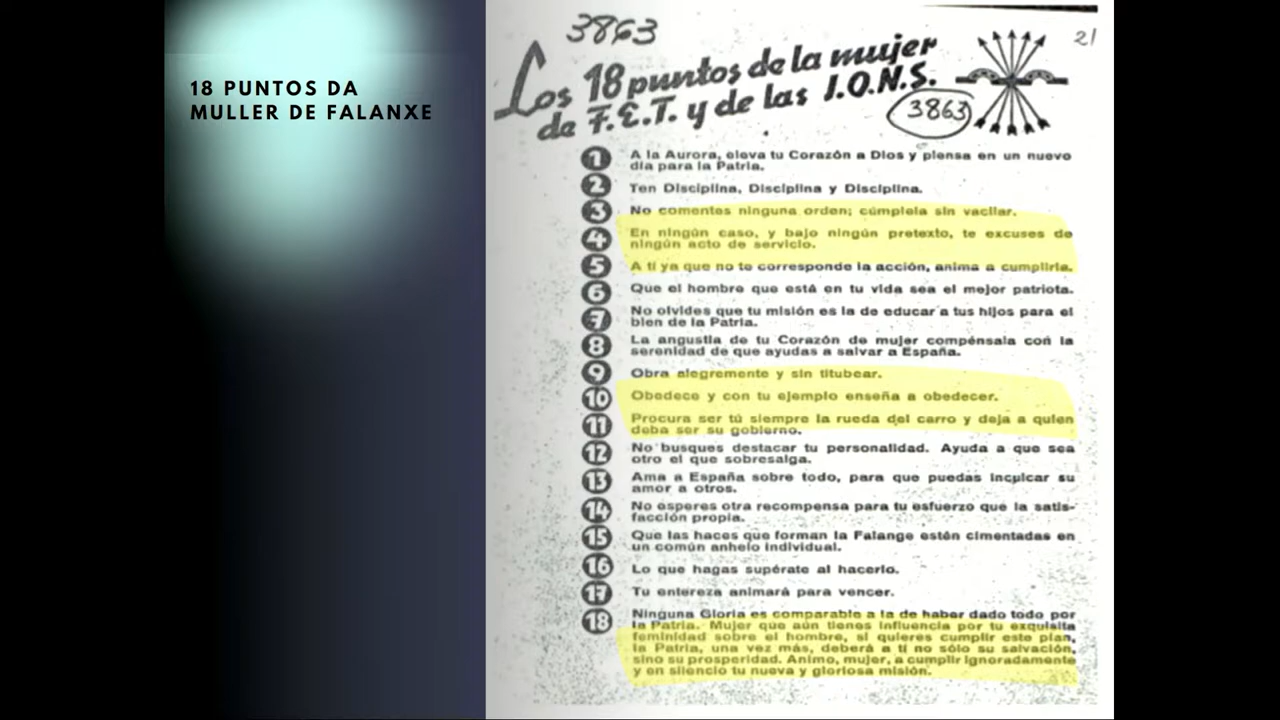 18 PUNTOS DA
MULLER DE FALANXE
3863
21
Los 18 puntos de la mujer
de F.E.T. y de las J.O.N.S.
3863
1 A la Aurora, eleva tu Corazón a Dios y piensa en un nuevo
día para la Patria.
2 Ten Disciplina, Disciplina y Disciplina.
3 No comentes ninguna orden; cúmplela sin vacilar.
4 En ningún caso, y bajo ningún pretexto, te excuses de
ningún acto de servicio.
5 A ti ya que no te corresponde la acción, anima a cumplirla.
6 Que el hombre que está en tu vida sea el mejor patriota.
7 No olvides que tu misión es la de educar a tus hijos para el
bien de la Patria.
8 La angustia de tu Corazón de mujer compénsala con la
serenidad de que ayudas a salvar a España.
9 Obra alegremente y sin titubear.
10 Obedece y con tu ejemplo enseña a obedecer.
11 Procura ser tú siempre la rueda del carro y deja a quien
deba ser su gobierno.
12 No busques destacar tu personalidad. Ayuda a que sea
otro el que sobresalga.
13 Ama a España sobre todo, para que puedas inculcar su
amor a otros.
14 No esperes otra recompensa para tu esfuerzo que la satis-
facción propia.
15 Que las haces que forman la Falange estén cimentadas en
un común anhelo individual.
16 Lo que hagas supérate al hacerlo.
17 Tu entereza animará para vencer.
18 Ninguna Gloria es comparable a la de haber dado todo por
la Patria. Mujer que aún tienes influencia por tu exquisita
feminidad sobre el hombre, si quieres cumplir este plan,
la Patria, una vez más, deberá a ti no sólo su salvación,
sino su prosperidad. Animo, mujer, a cumplir ignoradamente
y en silencio tu nueva y gloriosa misión.